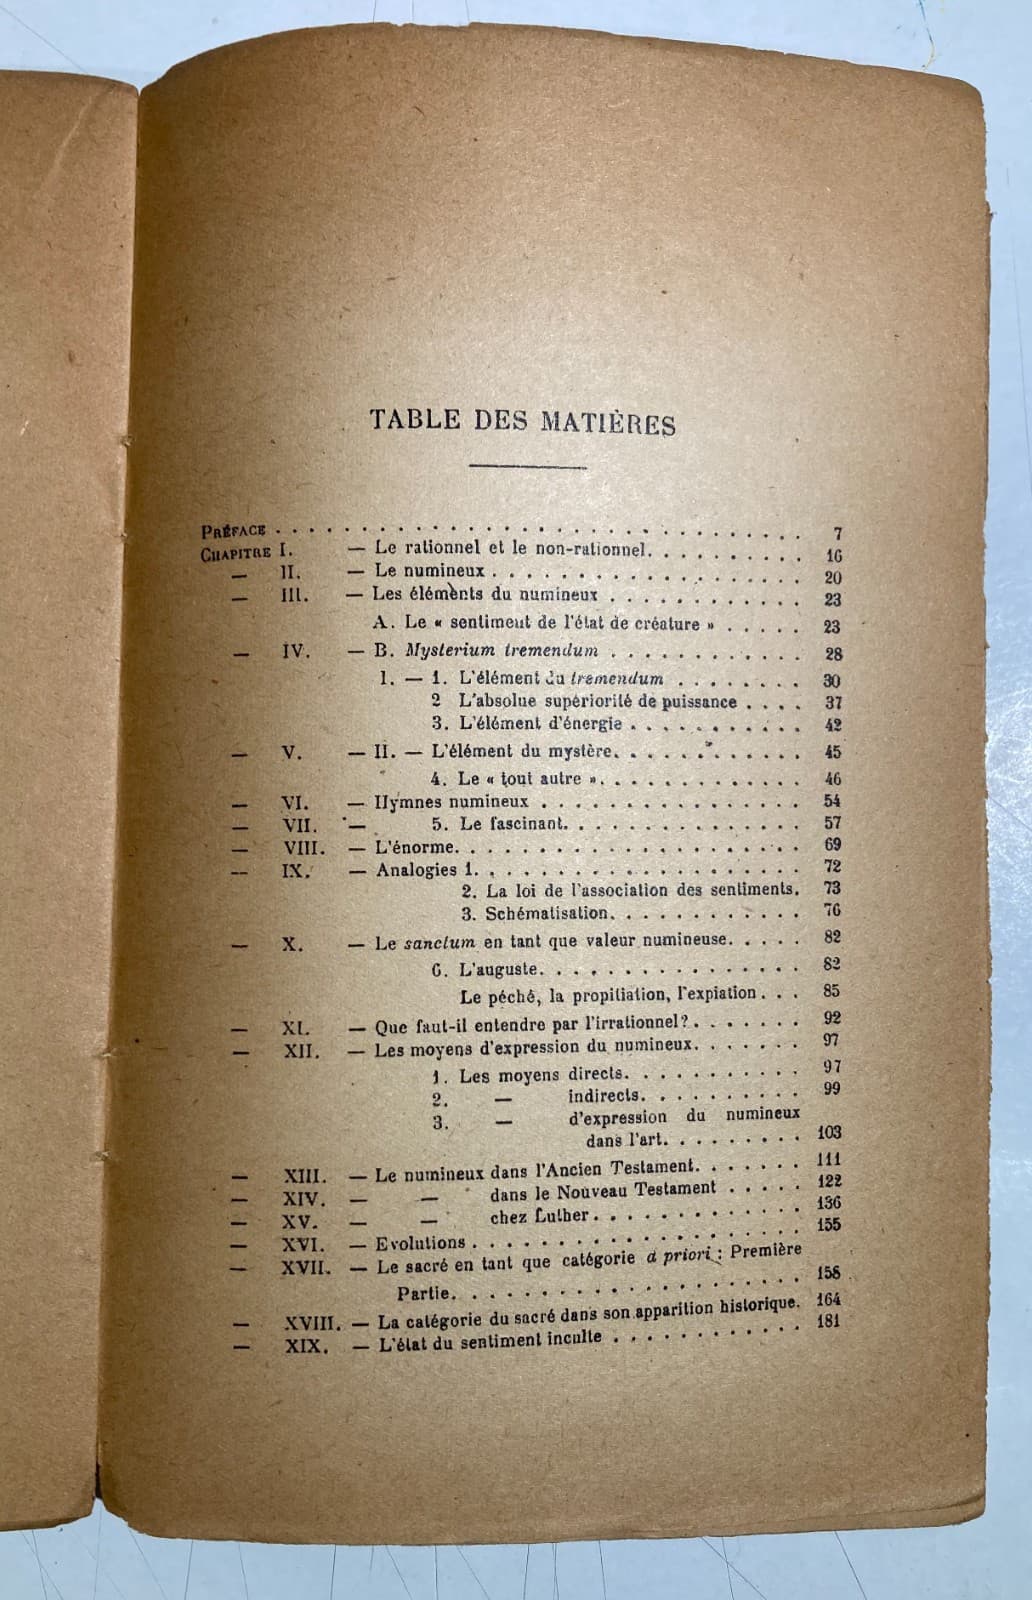 TABLE DES MATIÈRES
PRÉFACE . . . . . . . . . . . . . . . . . . . . . . . 7
CHAPITRE I. — Le rationnel et le non-rationnel. . . . . . . . . . 16
— II. — Le numineux . . . . . . . . . . . . . . . . . . 20
— III. — Les éléments du numineux . . . . . . . . . . . . 23
A. Le « sentiment de l'état de créature » . . . . . 23
— IV. — B. Mysterium tremendum . . . . . . . . . . . . 28
I. — 1. L'élément du tremendum . . . . . . . . 30
2 L'absolue supériorité de puissance . . . . 37
3. L'élément d'énergie . . . . . . . . . . 42
— V. — II. — L'élément du mystère. . . . . . . . . . . . 45
4. Le « tout autre ». . . . . . . . . . . . 46
— VI. — Hymnes numineux . . . . . . . . . . . . . . . . 54
— VII. — 5. Le fascinant. . . . . . . . . . . . . . 57
— VIII. — L'énorme. . . . . . . . . . . . . . . . . . . . 69
— IX. — Analogies 1. . . . . . . . . . . . . . . . . . . 72
2. La loi de l'association des sentiments. 73
3. Schématisation. . . . . . . . . . . . 76
— X. — Le sanctum en tant que valeur numineuse. . . . . 82
6. L'auguste. . . . . . . . . . . . . . . . 82
Le péché, la propitiation, l'expiation . . . 85
— XI. — Que faut-il entendre par l'irrationnel?. . . . . . . 92
— XII. — Les moyens d'expression du numineux. . . . . . . 97
1. Les moyens directs. . . . . . . . . . . 97
2. — indirects. . . . . . . . . . 99
3. — d'expression du numineux
dans l'art. . . . . . . . . 103
— XIII. — Le numineux dans l'Ancien Testament. . . . . . . 111
— XIV. — — dans le Nouveau Testament . . . . . 122
— XV. — — chez Luther. . . . . . . . . . . . . 136
— XVI. — Evolutions . . . . . . . . . . . . . . . . . . . 155
— XVII. — Le sacré en tant que catégorie a priori : Première
Partie. . . . . . . . . . . . . . . . . . . . 158
— XVIII. — La catégorie du sacré dans son apparition historique. 164
— XIX. — L'état du sentiment inculte . . . . . . . . . . . . 181